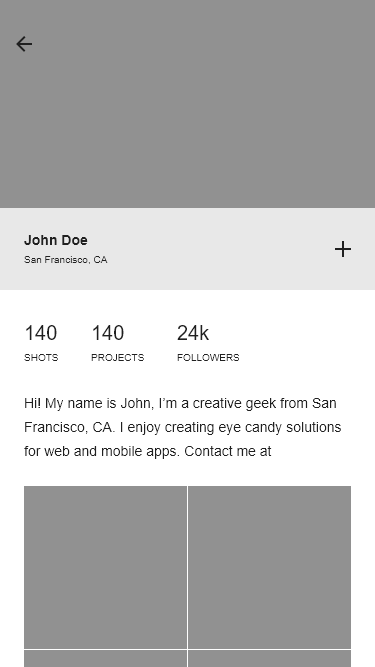 John Doe
San Francisco, CA
140 140 24k
SHOTS PROJECTS FOLLOWERS
Hi! My name is John, I'm a creative geek from San
Francisco, CA. I enjoy creating eye candy solutions
for web and mobile apps. Contact me at